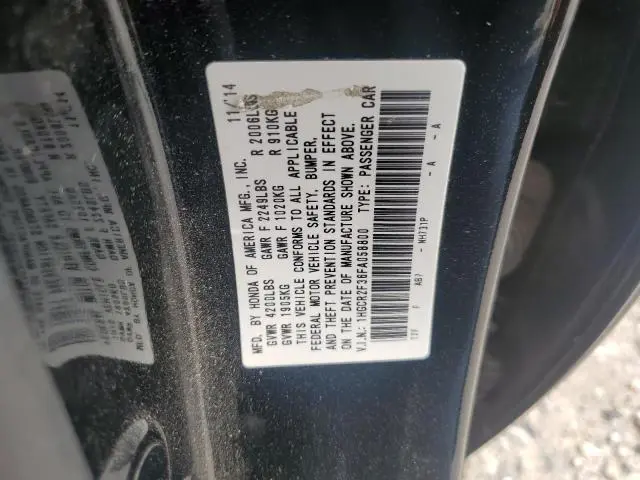 MFD. BY HONDA OF AMERICA MFG., INC. 11/14
GVWR 4200LBS GAWR F 2249LBS R 2006LBS
GVWR 1905KG GAWR F 1020KG R 910KG
THIS VEHICLE CONFORMS TO ALL APPLICABLE
FEDERAL MOTOR VEHICLE SAFETY, BUMPER,
AND THEFT PREVENTION STANDARDS IN EFFECT
ON THE DATE OF MANUFACTURE SHOWN ABOVE.
V.I.N.: 1HGCR2F36FA058800 TYPE: PASSENGER CAR
F AB7 - NH731P - A - A